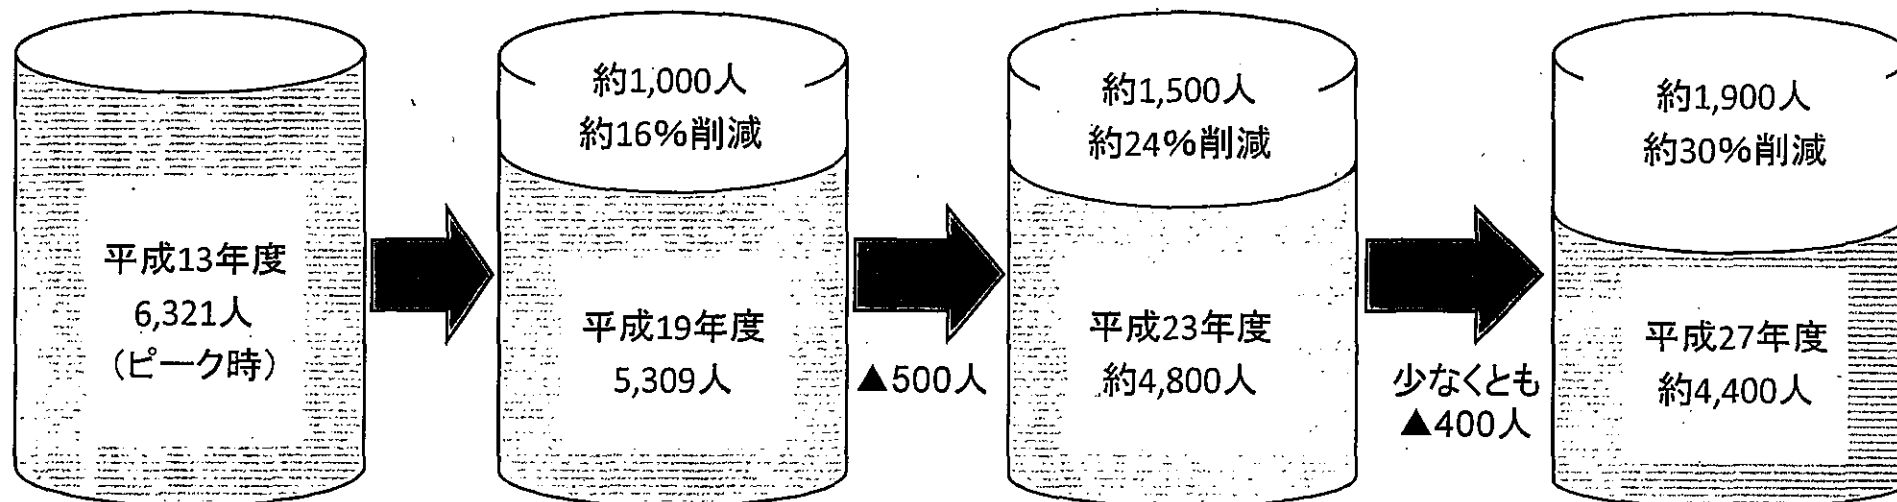 平成13年度
6,321人
(ピーク時)
約1,000人
約16%削減
平成19年度
5,309人
▲500人
約1,500人
約24%削減
平成23年度
約4,800人
少なくとも
▲400人
約1,900人
約30%削減
平成27年度
約4,400人